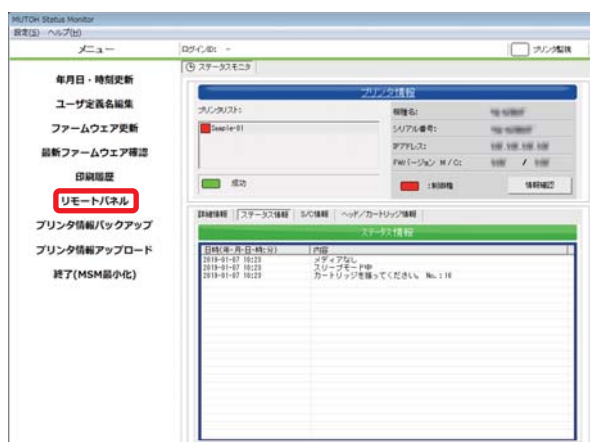 MUTOH Status Monitor
設定(S) ヘルプ(H)
メニュー
ログインID: -
プリンタ監視
ステータスモニタ
年月日・時刻更新
ユーザ定義名編集
ファームウェア更新
最新ファームウェア確認
印刷履歴
リモートパネル
プリンタ情報バックアップ
プリンタ情報アップロード
終了(MSM最小化)
プリンタ情報
プリンタリスト:
Sample-01
成功
機種名:
シリアル番号:
IPアドレス:
FWバージョン M / G:
/
:制御権
情報確認
詳細情報 ステータス情報 S/C情報 ヘッド/カートリッジ情報
ステータス情報
日時(年-月-日-時:分) 内容
2019-01-07 10:23 メディアなし
2019-01-07 10:23 スリープモード中
2019-01-07 10:23 カートリッジを振ってください。 No.:16